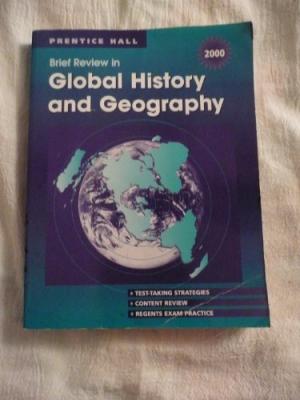 PRENTICE HALL
2000
Brief Review in
Global History
and Geography
• TEST-TAKING STRATEGIES
• CONTENT REVIEW
• REGENTS EXAM PRACTICE